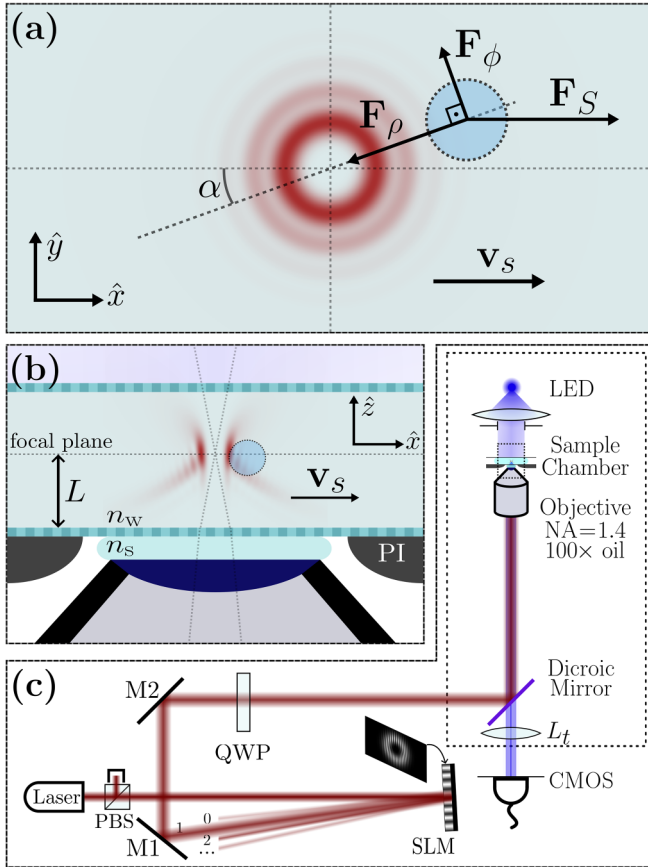 (a)
F_ϕ
F_S
F_ρ
α
ŷ
x̂
v_s
(b)
ẑ
x̂
focal plane
L
v_s
n_w
n_s
PI
LED
Sample
Chamber
Objective
NA=1.4
100× oil
Dicroic
Mirror
L_t
CMOS
(c)
M2
QWP
Laser
PBS
M1
1
0
2
...
SLM